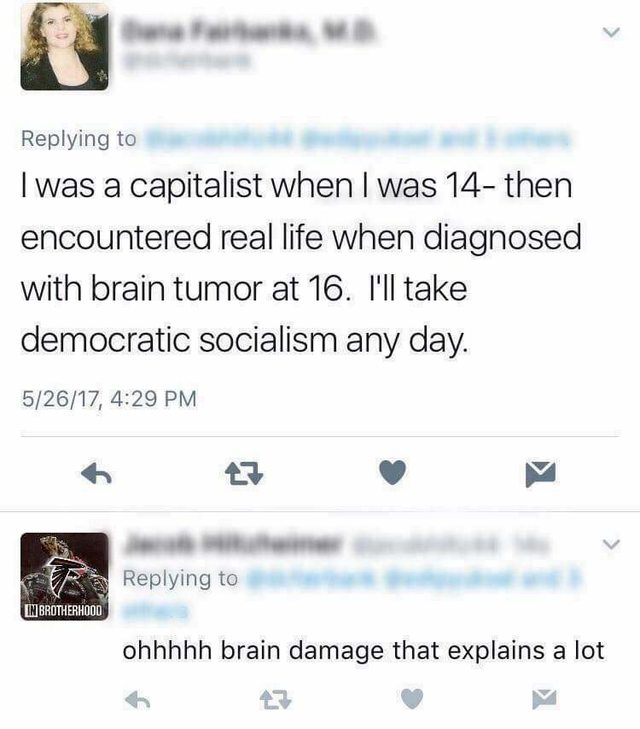 Replying to
I was a capitalist when I was 14- then
encountered real life when diagnosed
with brain tumor at 16.  I'll take
democratic socialism any day.
5/26/17, 4:29 PM
IN BROTHERHOOD
Replying to
ohhhhh brain damage that explains a lot